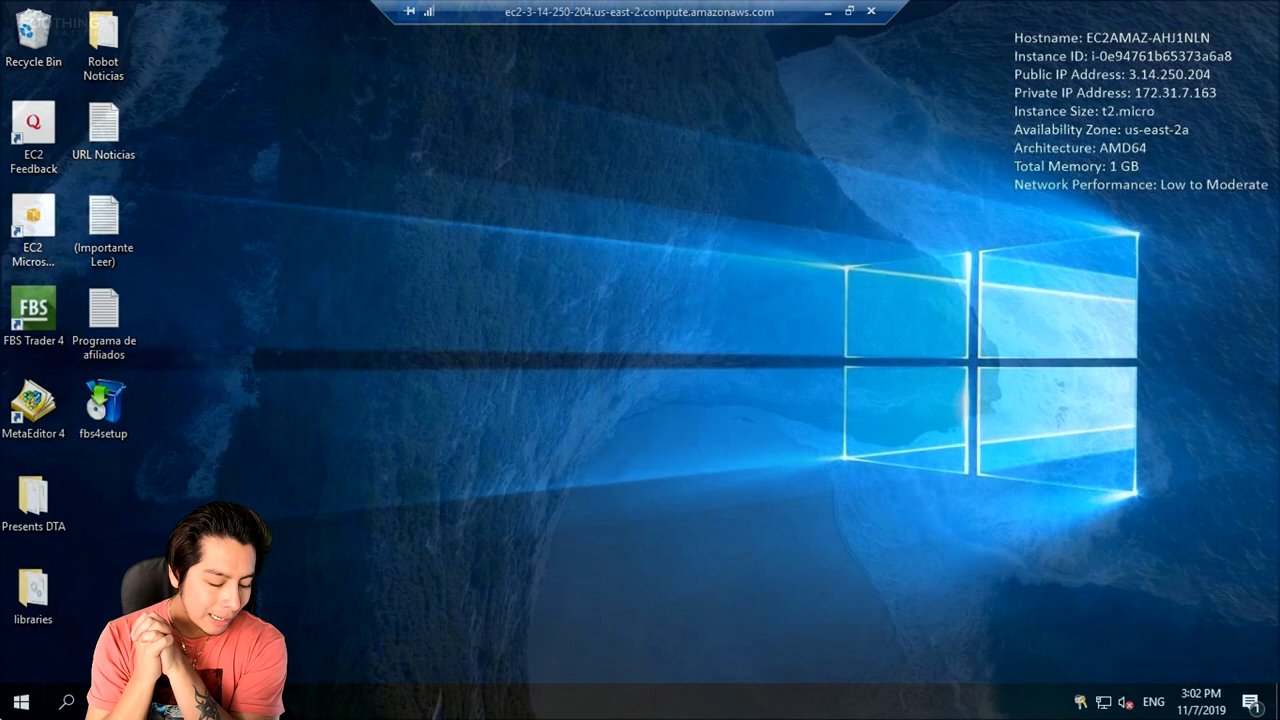 ec2-3-14-250-204.us-east-2.compute.amazonaws.com
Hostname: EC2AMAZ-AHJ1NLN
Instance ID: i-0e94761b65373a6a8
Public IP Address: 3.14.250.204
Private IP Address: 172.31.7.163
Instance Size: t2.micro
Availability Zone: us-east-2a
Architecture: AMD64
Total Memory: 1 GB
Network Performance: Low to Moderate
Recycle Bin
Robot
Noticias
Q
EC2
Feedback
URL Noticias
EC2
Micros...
(Importante
Leer)
FBS
FBS Trader 4
Programa de
afiliados
MetaEditor 4
fbs4setup
Presents DTA
libraries
ENG
3:02 PM
11/7/2019
1